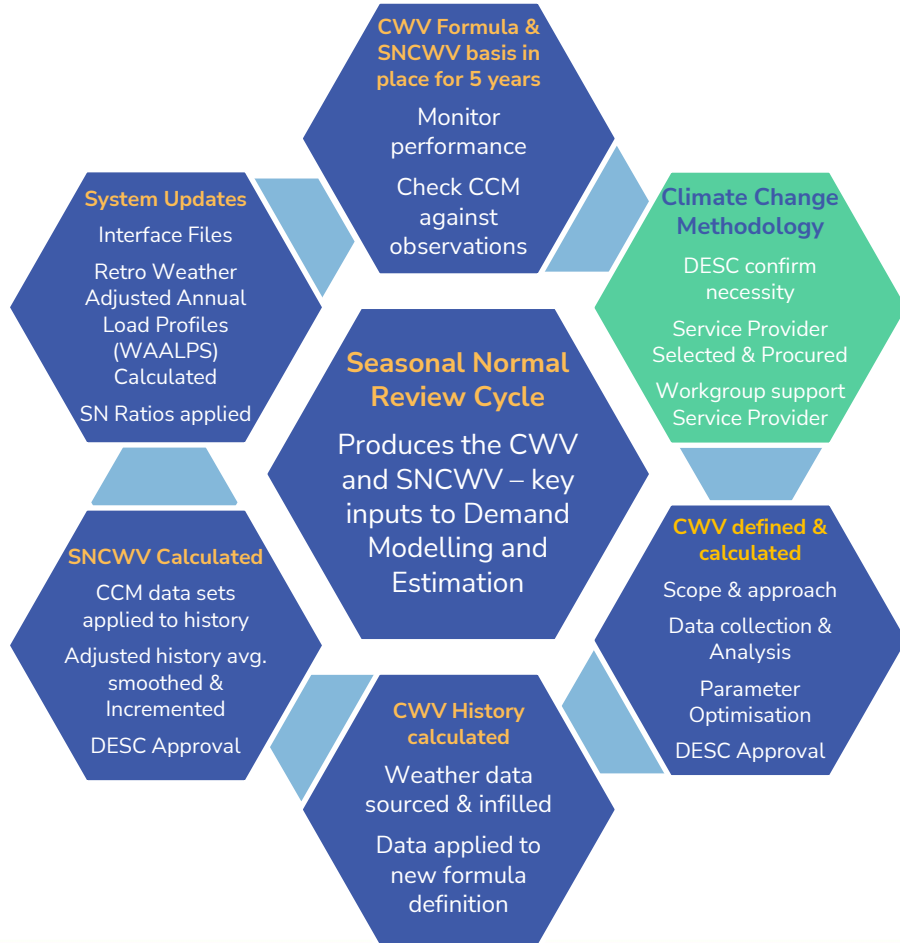 CWV Formula &
SNCWV basis in
place for 5 years
Monitor
performance
Check CCM
against
observations
Climate Change
Methodology
DESC confirm
necessity
Service Provider
Selected & Procured
Workgroup support
Service Provider
CWV defined &
calculated
Scope & approach
Data collection &
Analysis
Parameter
Optimisation
DESC Approval
CWV History
calculated
Weather data
sourced & infilled
Data applied to
new formula
definition
SNCWV Calculated
CCM data sets
applied to history
Adjusted history avg.
smoothed &
Incremented
DESC Approval
System Updates
Interface Files
Retro Weather
Adjusted Annual
Load Profiles
(WAALPS)
Calculated
SN Ratios applied
Seasonal Normal
Review Cycle
Produces the CWV
and SNCWV – key
inputs to Demand
Modelling and
Estimation